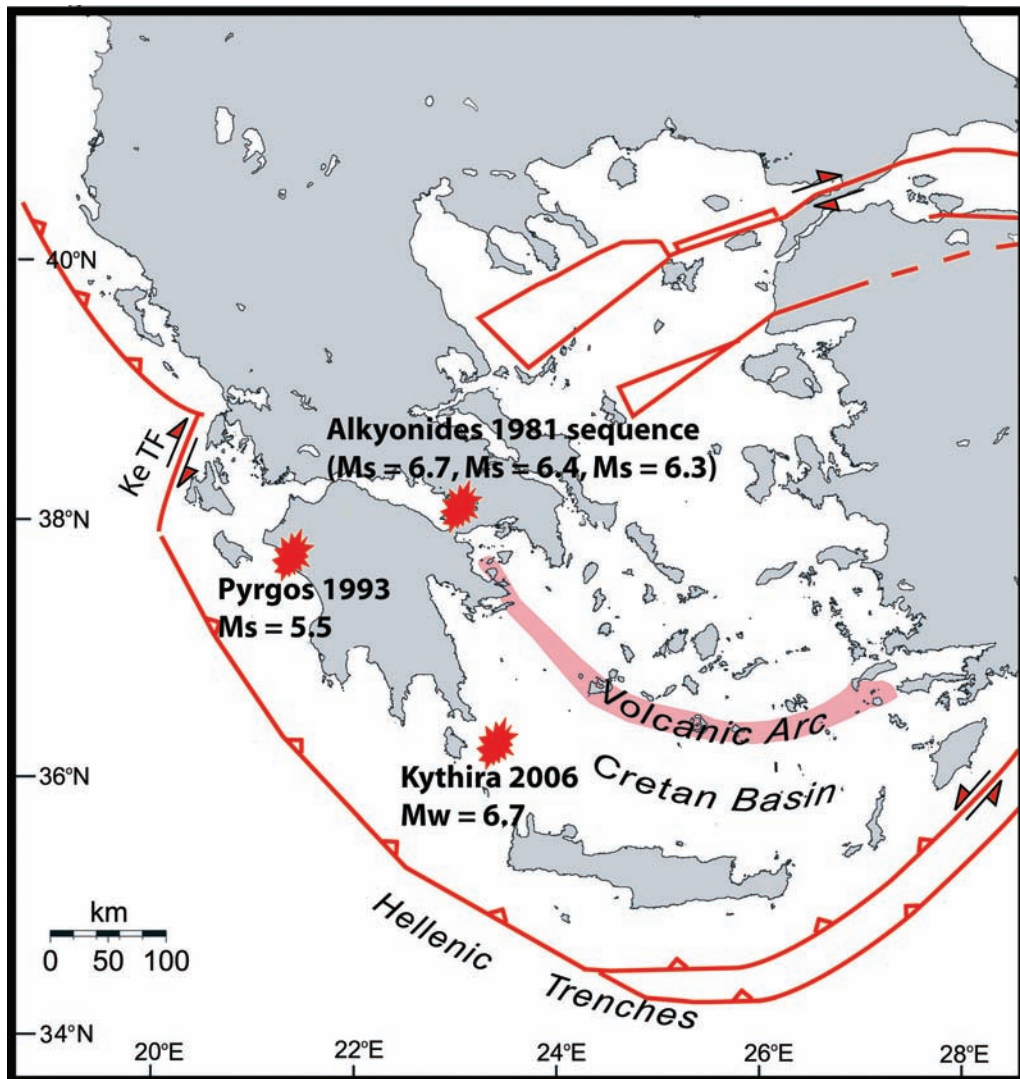 40°N
Alkyonides 1981 sequence
(Ms = 6.7, Ms = 6.4, Ms = 6.3)
Ke TF
38°N
Pyrgos 1993
Ms = 5.5
Volcanic Arc
36°N
Kythira 2006
Mw = 6.7
Cretan Basin
km
0 50 100
Hellenic Trenches
34°N
20°E 22°E 24°E 26°E 28°E